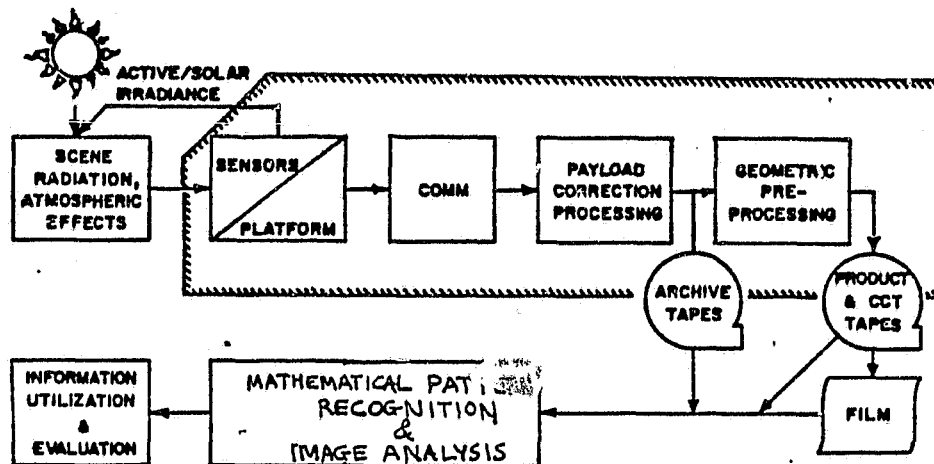 ACTIVE/SOLAR
IRRADIANCE
SCENE
RADIATION,
ATMOSPHERIC
EFFECTS
SENSORS
PLATFORM
COMM
PAYLOAD
CORRECTION
PROCESSING
GEOMETRIC
PRE-
PROCESSING
ARCHIVE
TAPES
PRODUCT
& CCT
TAPES
INFORMATION
UTILIZATION
&
EVALUATION
MATHEMATICAL
RECOGNITION
&
IMAGE ANALYSIS
FILM